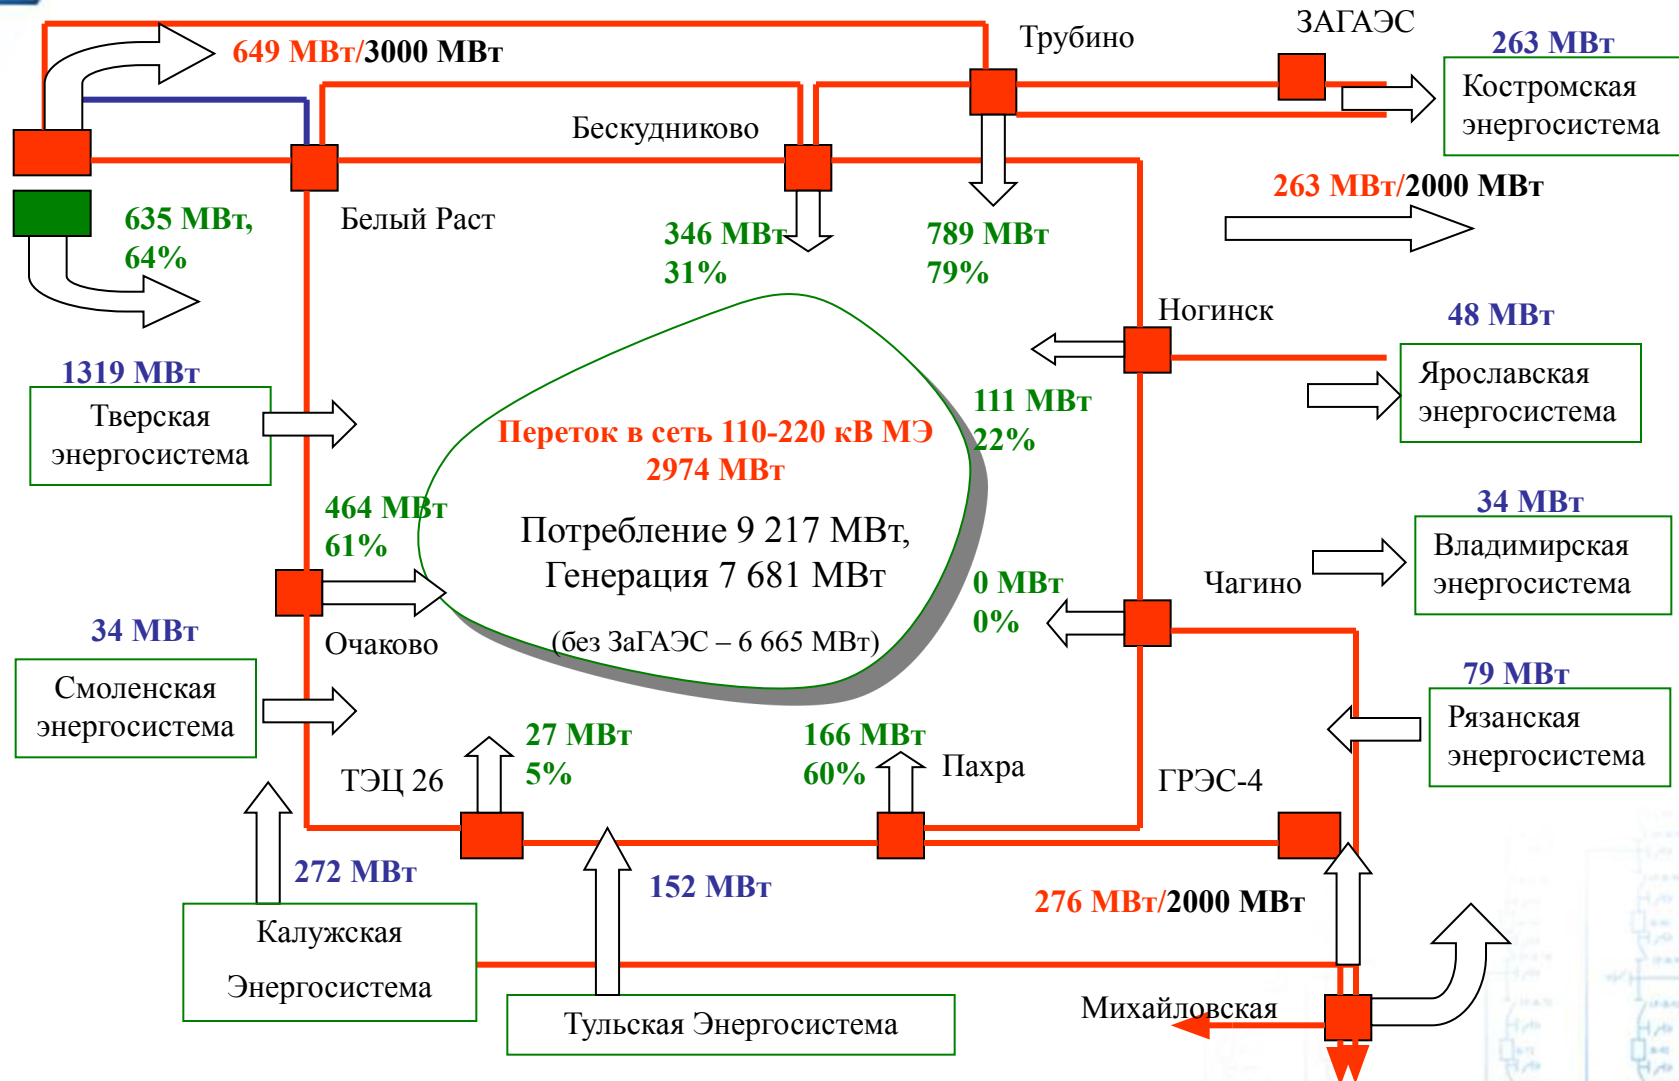 ЗАГАЭС
Трубино
263 МВт
649 МВт/3000 МВт
Костромская
энергосистема
Бескудниково
263 МВт/2000 МВт
635 МВт,
64%
Белый Раст
346 МВт
31%
789 МВт
79%
Ногинск
48 МВт
1319 МВт
Тверская
энергосистема
Ярославская
энергосистема
111 МВт
22%
Переток в сеть 110-220 кВ МЭ
2974 МВт
464 МВт
61%
Потребление 9 217 МВт,
Генерация 7 681 МВт
(без ЗаГАЭС – 6 665 МВт)
34 МВт
Владимирская
энергосистема
0 МВт
0%
Чагино
Очаково
34 МВт
Смоленская
энергосистема
79 МВт
Рязанская
энергосистема
27 МВт
5%
166 МВт
60%
ТЭЦ 26
Пахра
ГРЭС-4
272 МВт
152 МВт
276 МВт/2000 МВт
Калужская
Энергосистема
Тульская Энергосистема
Михайловская